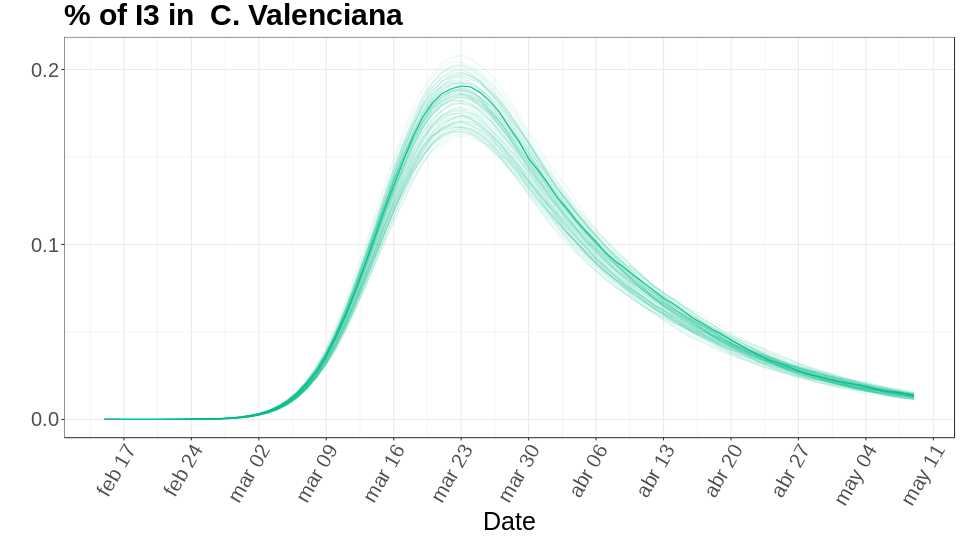 % of I3 in  C. Valenciana
0.2
0.1
0.0
feb 17
feb 24
mar 02
mar 09
mar 16
mar 23
mar 30
abr 06
abr 13
abr 20
abr 27
may 04
may 11
Date